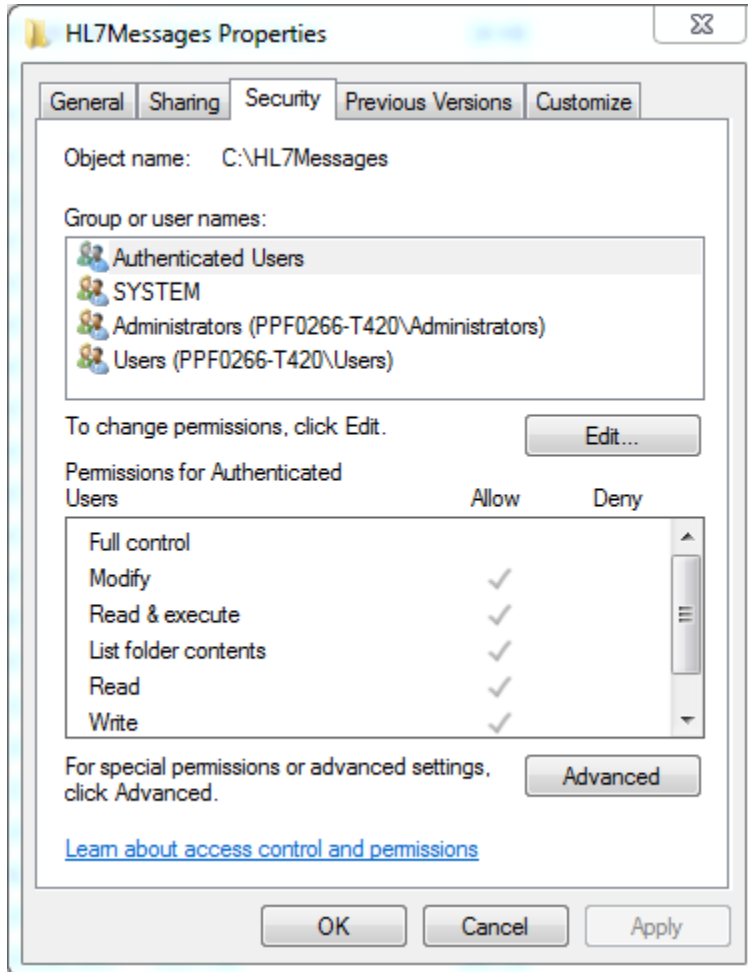 HL7Messages Properties
General Sharing Security Previous Versions Customize
Object name: C:\HL7Messages
Group or user names:
Authenticated Users
SYSTEM
Administrators (PPF0266-T420\Administrators)
Users (PPF0266-T420\Users)
To change permissions, click Edit.
Edit...
Permissions for Authenticated
Users Allow Deny
Full control
Modify
Read & execute
List folder contents
Read
Write
For special permissions or advanced settings,
click Advanced.
Advanced
Learn about access control and permissions
OK Cancel Apply